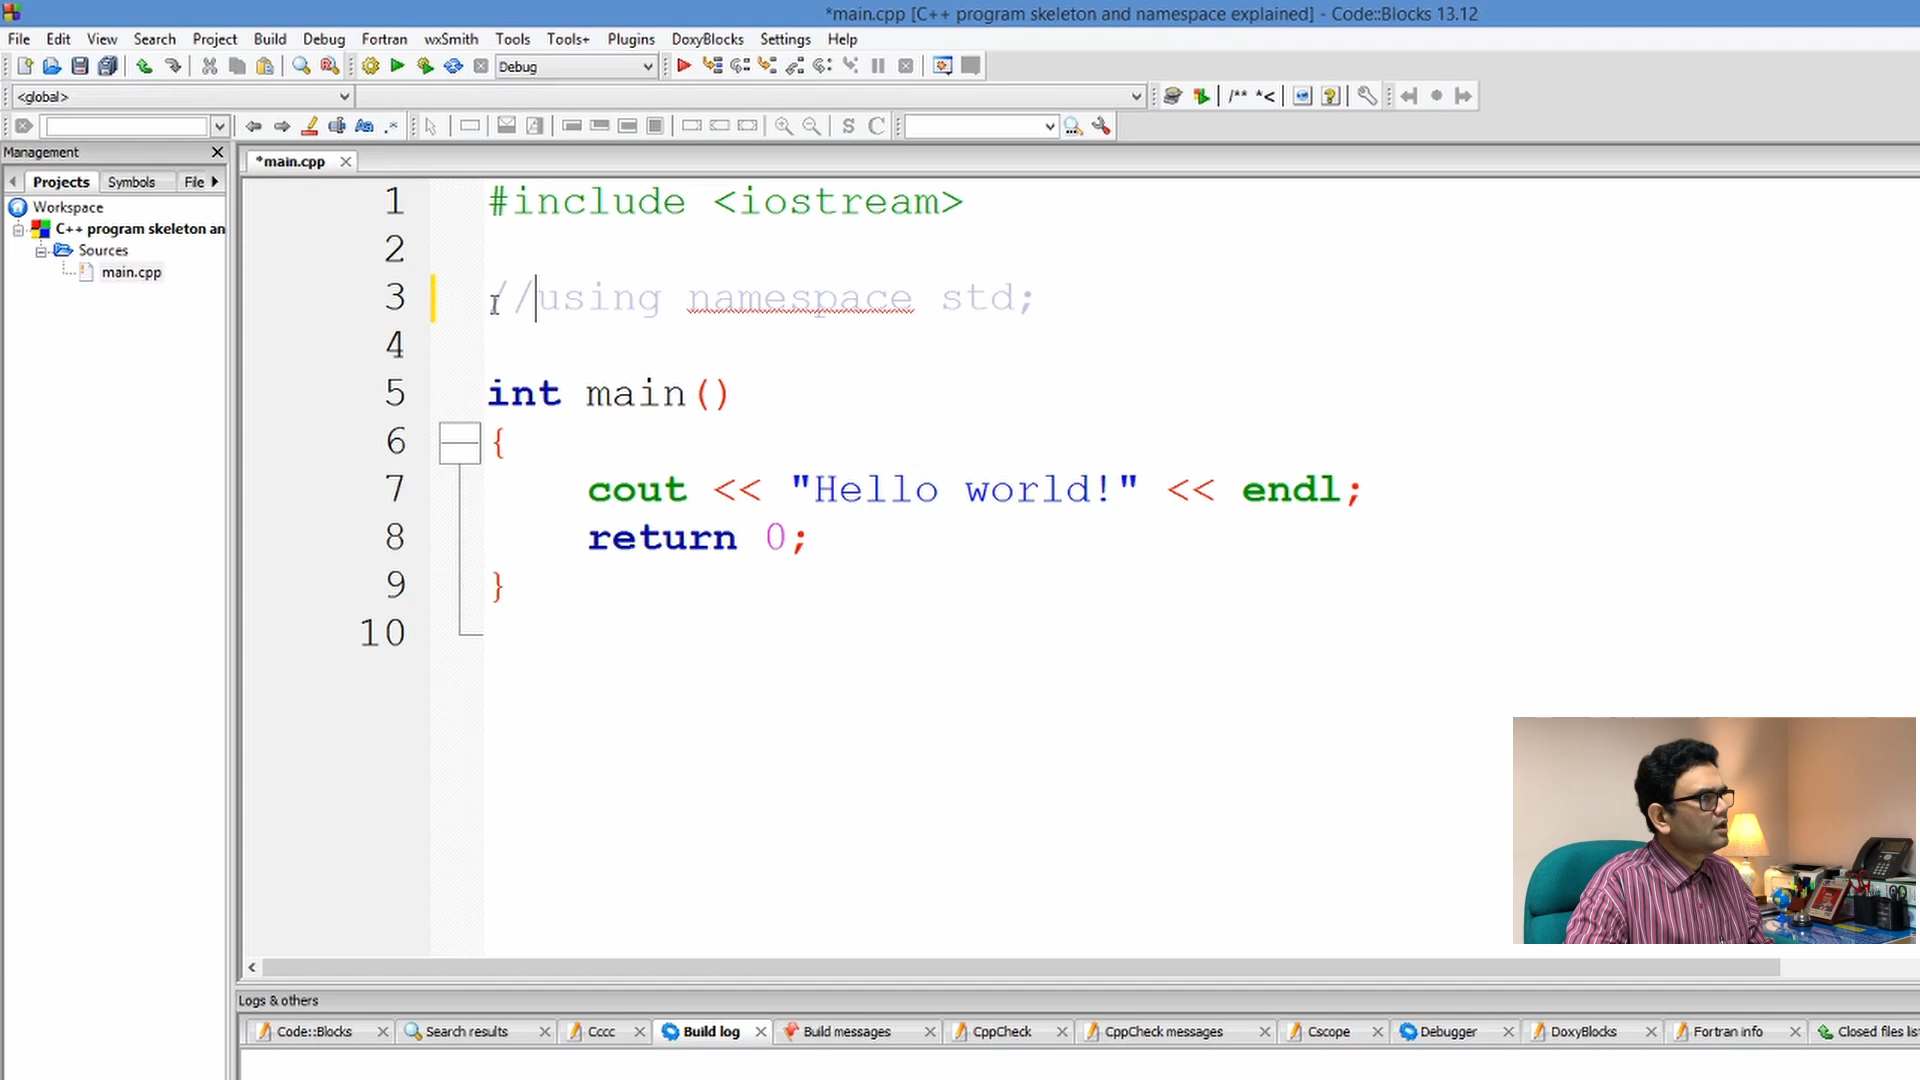 *main.cpp [C++ program skeleton and namespace explained] - Code::Blocks 13.12
File Edit View Search Project Build Debug Fortran wxSmith Tools Tools+ Plugins DoxyBlocks Settings Help
Debug
<global>
/** *<
S C
Management
*main.cpp
Projects Symbols File
Workspace
C++ program skeleton an
Sources
main.cpp
1 #include <iostream>
2
3 //using namespace std;
4
5 int main()
6 {
7 cout << "Hello world!" << endl;
8 return 0;
9 }
10
Logs & others
Code::Blocks Search results Cccc Build log Build messages CppCheck CppCheck messages Cscope Debugger DoxyBlocks Fortran info Closed files lis